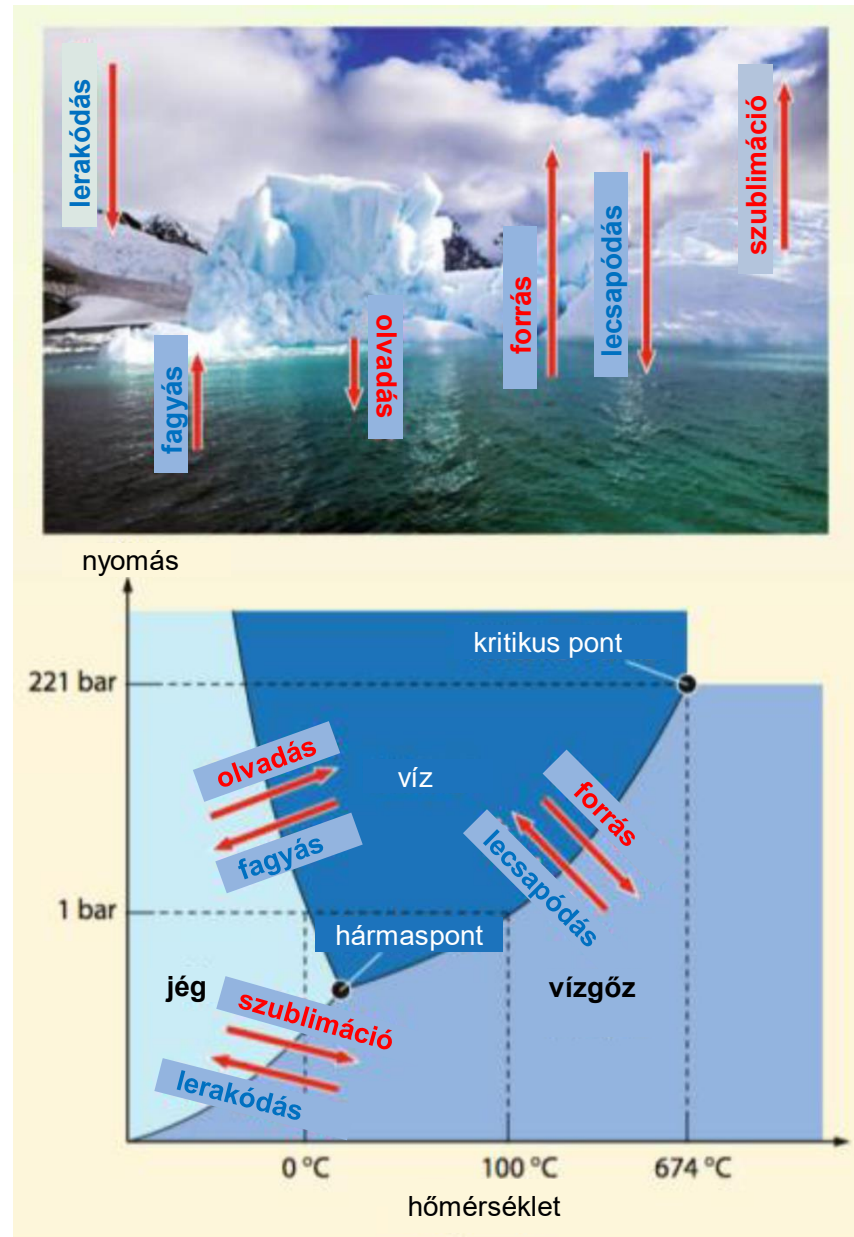 lerakódás
szublimáció
forrás
lecsapódás
olvadás
fagyás
nyomás
kritikus pont
221 bar
olvadás
víz
forrás
fagyás
lecsapódás
1 bar
hármaspont
jég
vízgőz
szublimáció
lerakódás
0 °C
100 °C
674 °C
hőmérséklet